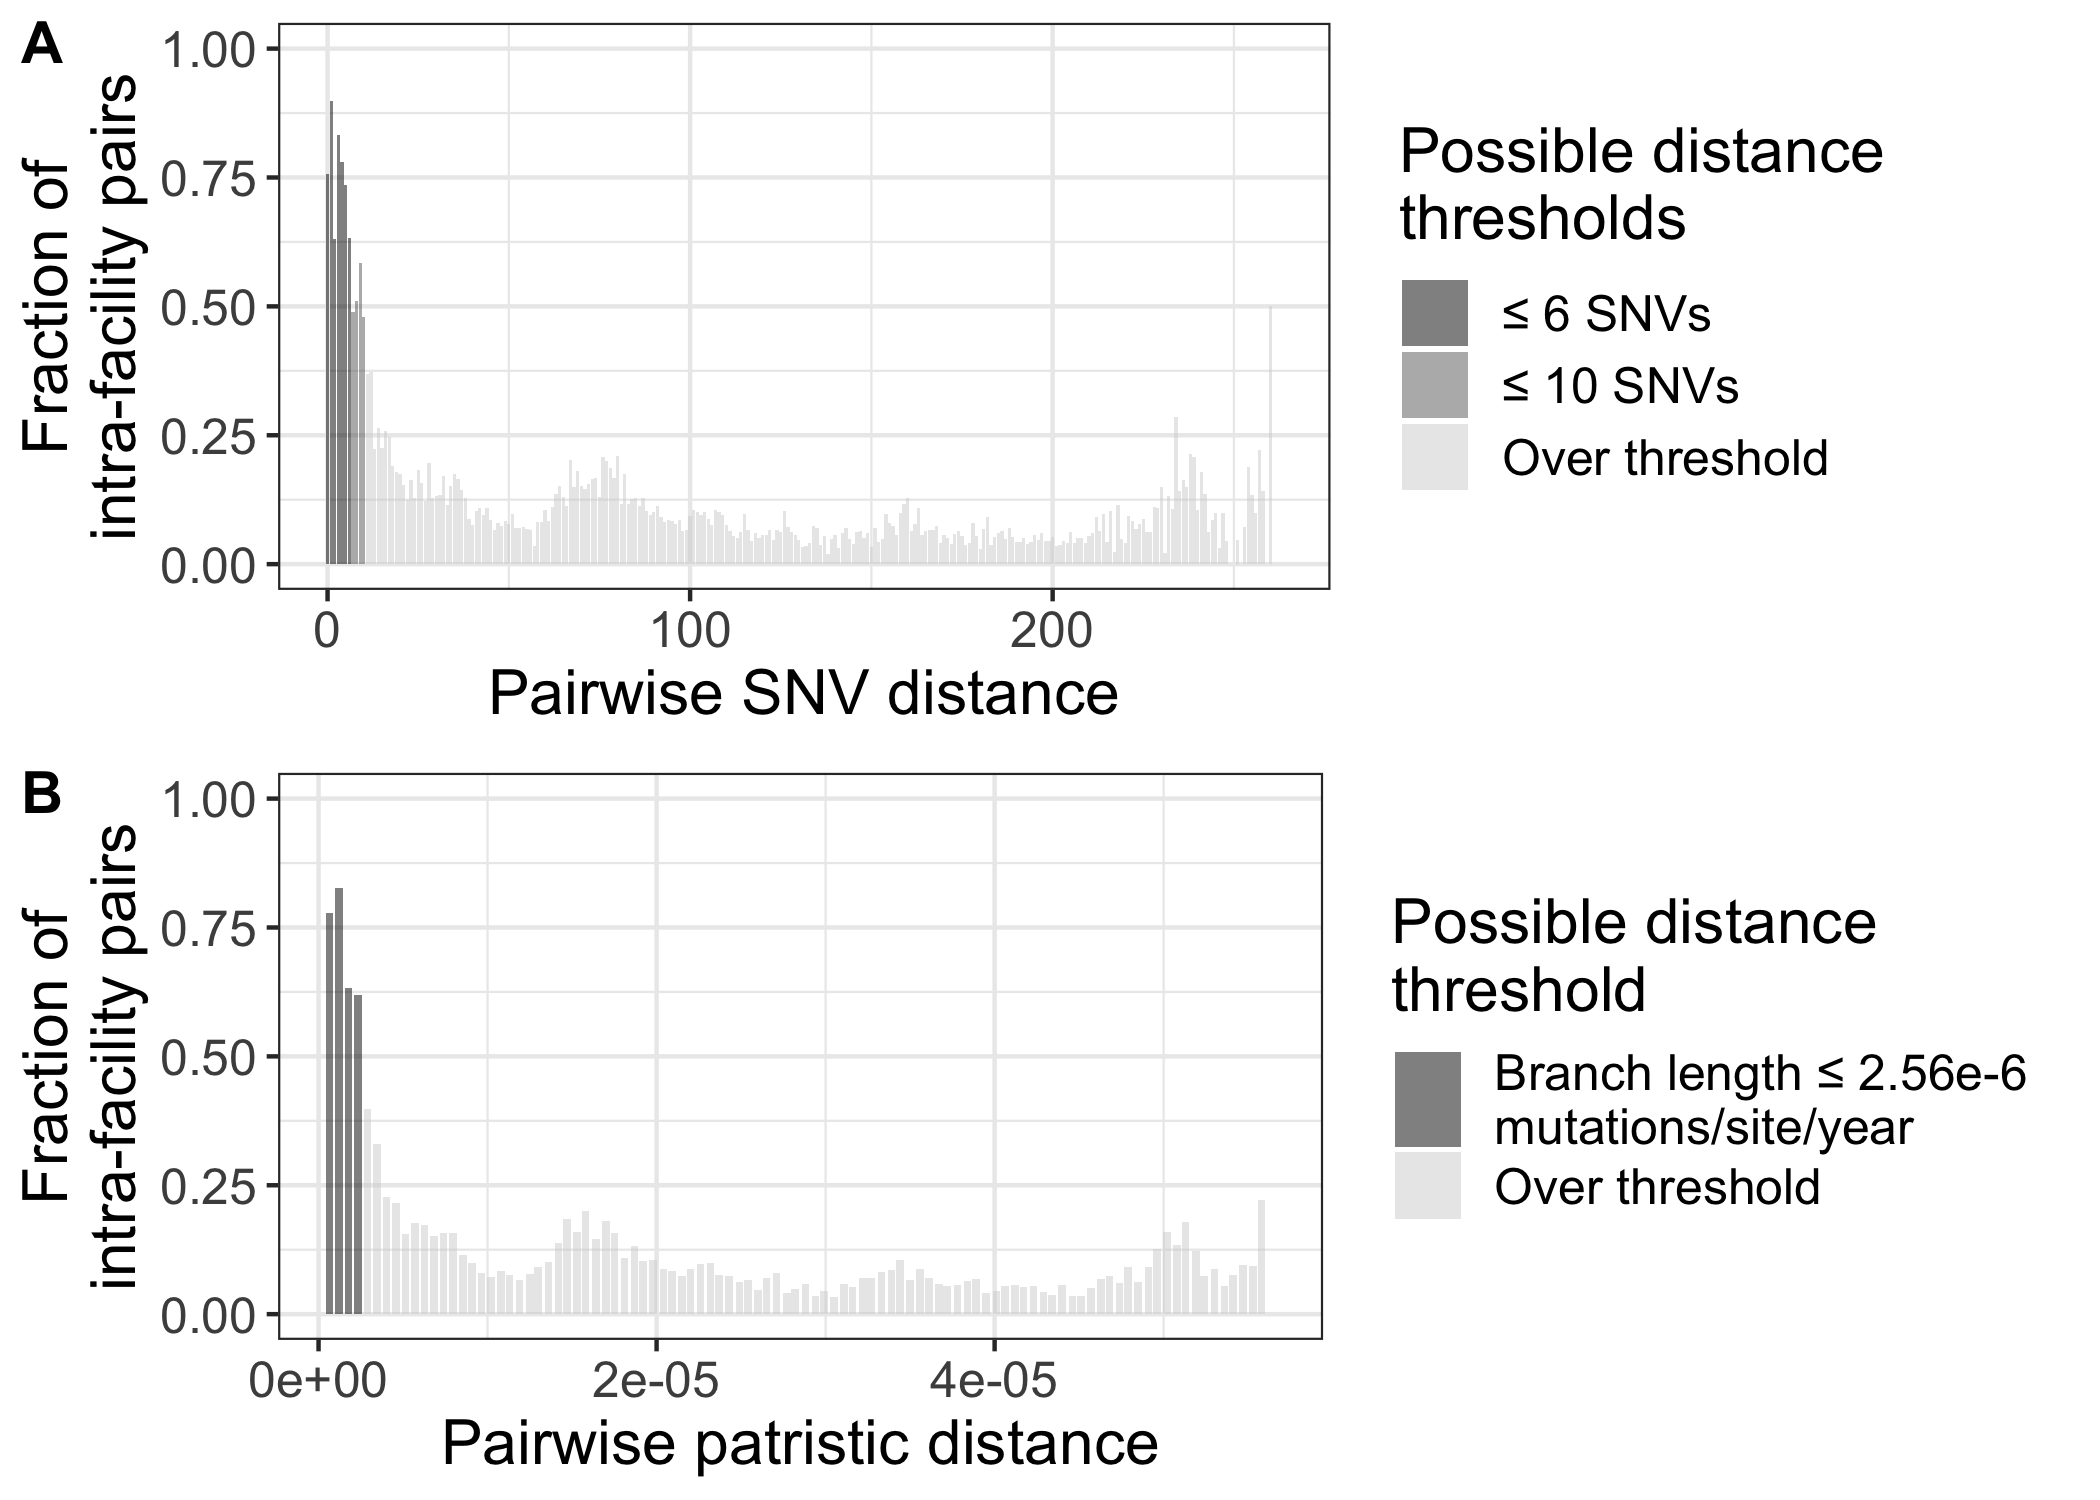 A
Fraction of
intra-facility pairs
1.00
0.75
0.50
0.25
0.00
0
100
200
Pairwise SNV distance
Possible distance
thresholds
≤ 6 SNVs
≤ 10 SNVs
Over threshold
B
Fraction of
intra-facility pairs
1.00
0.75
0.50
0.25
0.00
0e+00
2e-05
4e-05
Pairwise patristic distance
Possible distance
threshold
Branch length ≤ 2.56e-6
mutations/site/year
Over threshold